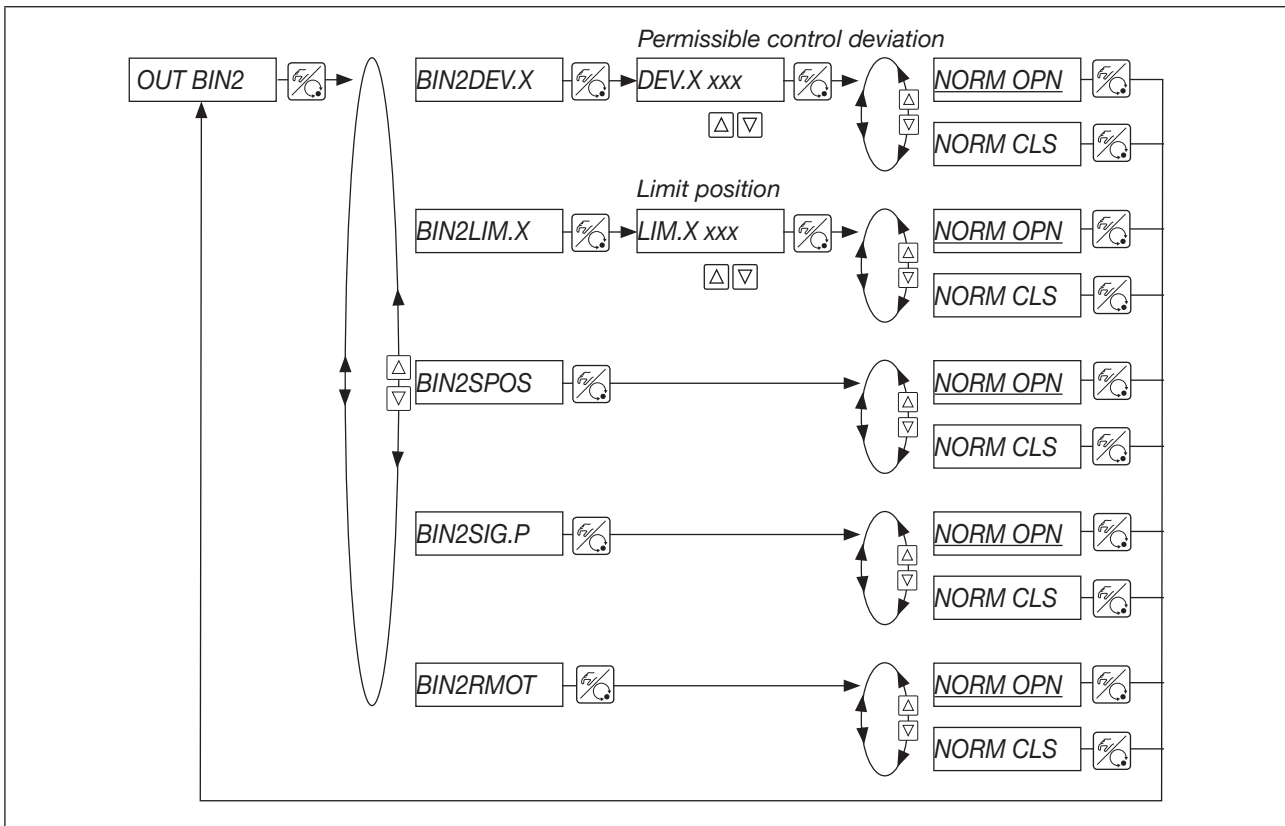 Permissible control deviation
OUT BIN2
BIN2DEV.X
DEV.X xxx
NORM OPN
NORM CLS
Limit position
BIN2LIM.X
LIM.X xxx
NORM OPN
NORM CLS
BIN2SPOS
NORM OPN
NORM CLS
BIN2SIG.P
NORM OPN
NORM CLS
BIN2RMOT
NORM OPN
NORM CLS